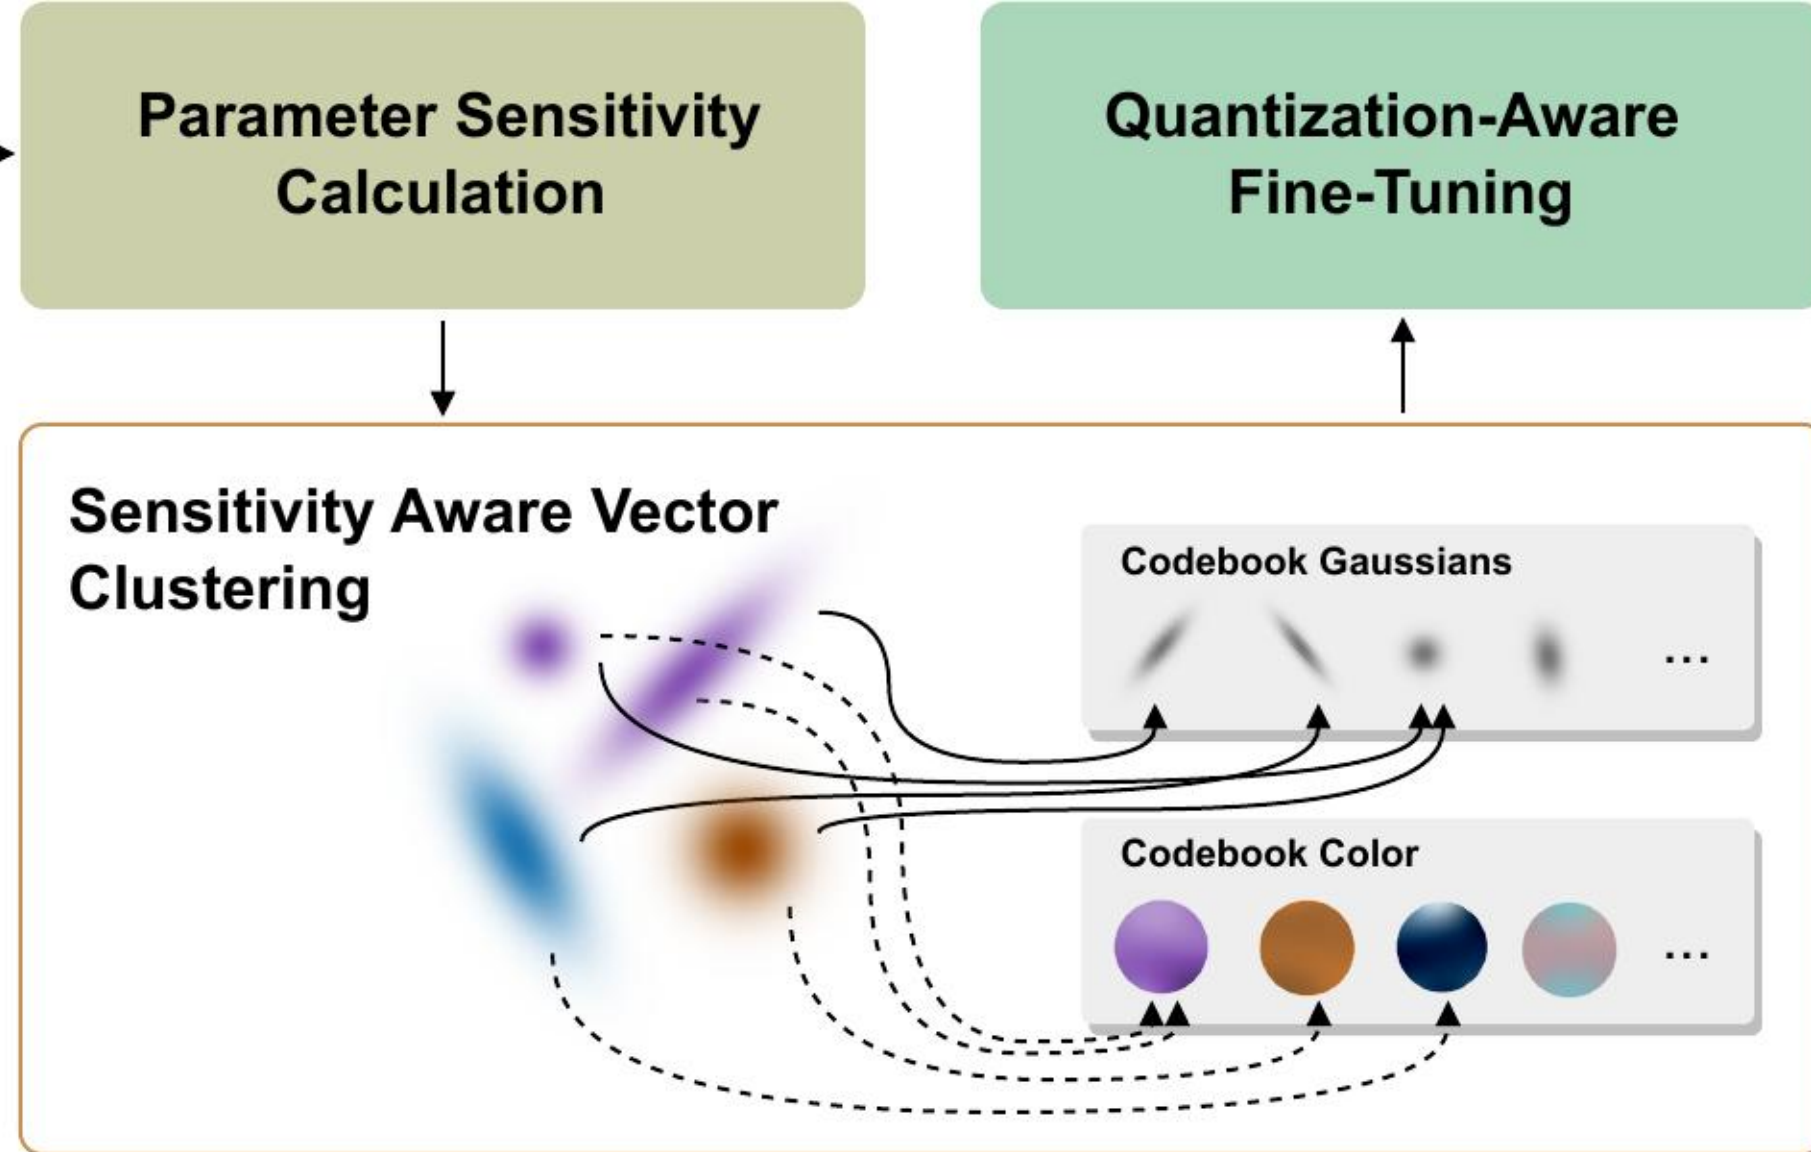 Parameter Sensitivity
Calculation
Quantization-Aware
Fine-Tuning
Sensitivity Aware Vector
Clustering
Codebook Gaussians
...
Codebook Color
...